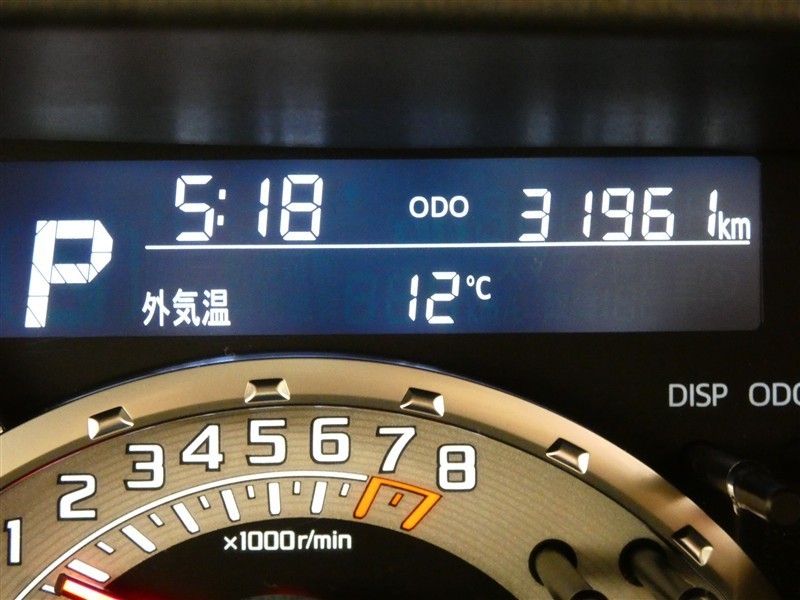 P
5:18 ODO 31961km
外気温 12℃
DISP ODO
1 2 3 4 5 6 7 8
×1000r/min